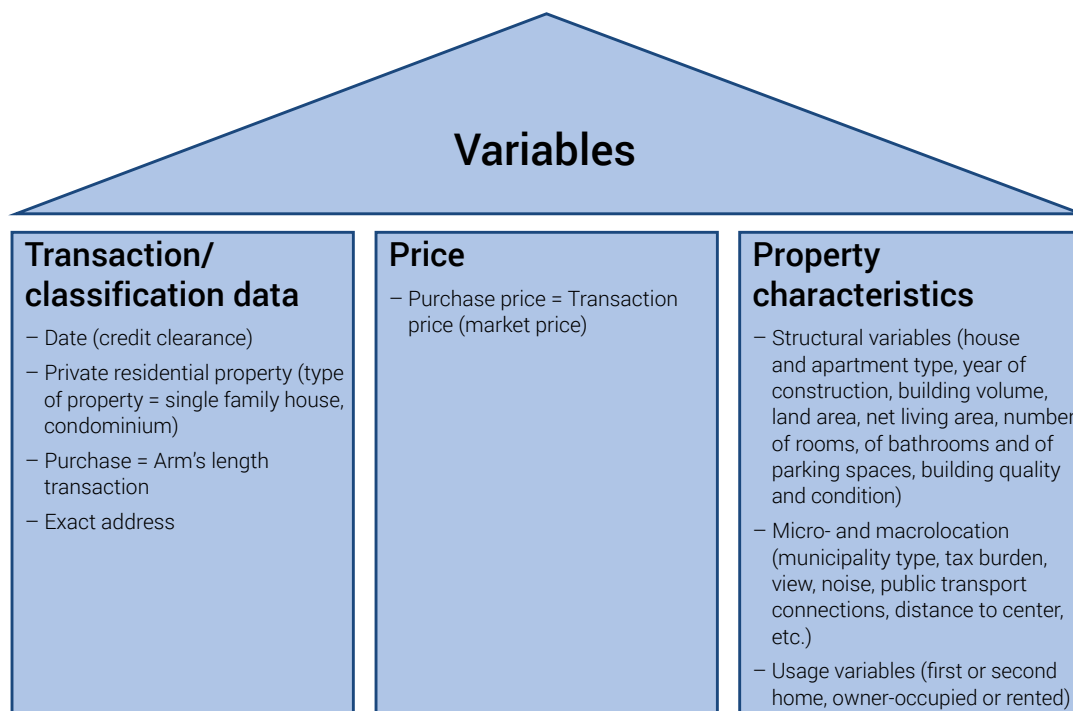 Variables
Transaction/
classification data
– Date (credit clearance)
– Private residential property (type
of property = single family house,
condominium)
– Purchase = Arm’s length
transaction
– Exact address
Price
– Purchase price = Transaction
price (market price)
Property
characteristics
– Structural variables (house
and apartment type, year of
construction, building volume,
land area, net living area, number
of rooms, of bathrooms and of
parking spaces, building quality
and condition)
– Micro- and macrolocation
(municipality type, tax burden,
view, noise, public transport
connections, distance to center,
etc.)
– Usage variables (first or second
home, owner-occupied or rented)